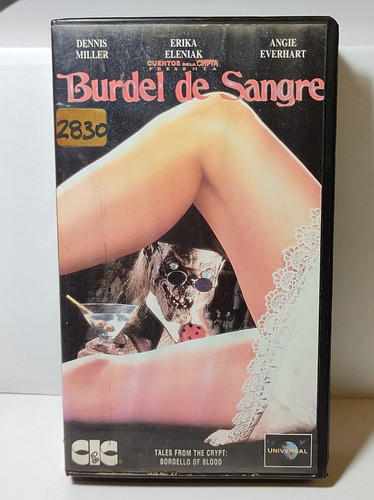 DENNIS MILLER
ERIKA ELENIAK
ANGIE EVERHART
CUENTOS DE LA CRIPTA
PRESENTA
Burdel de Sangre
2830
CIC
TALES FROM THE CRYPT:
BORDELLO OF BLOOD
UNIVERSAL